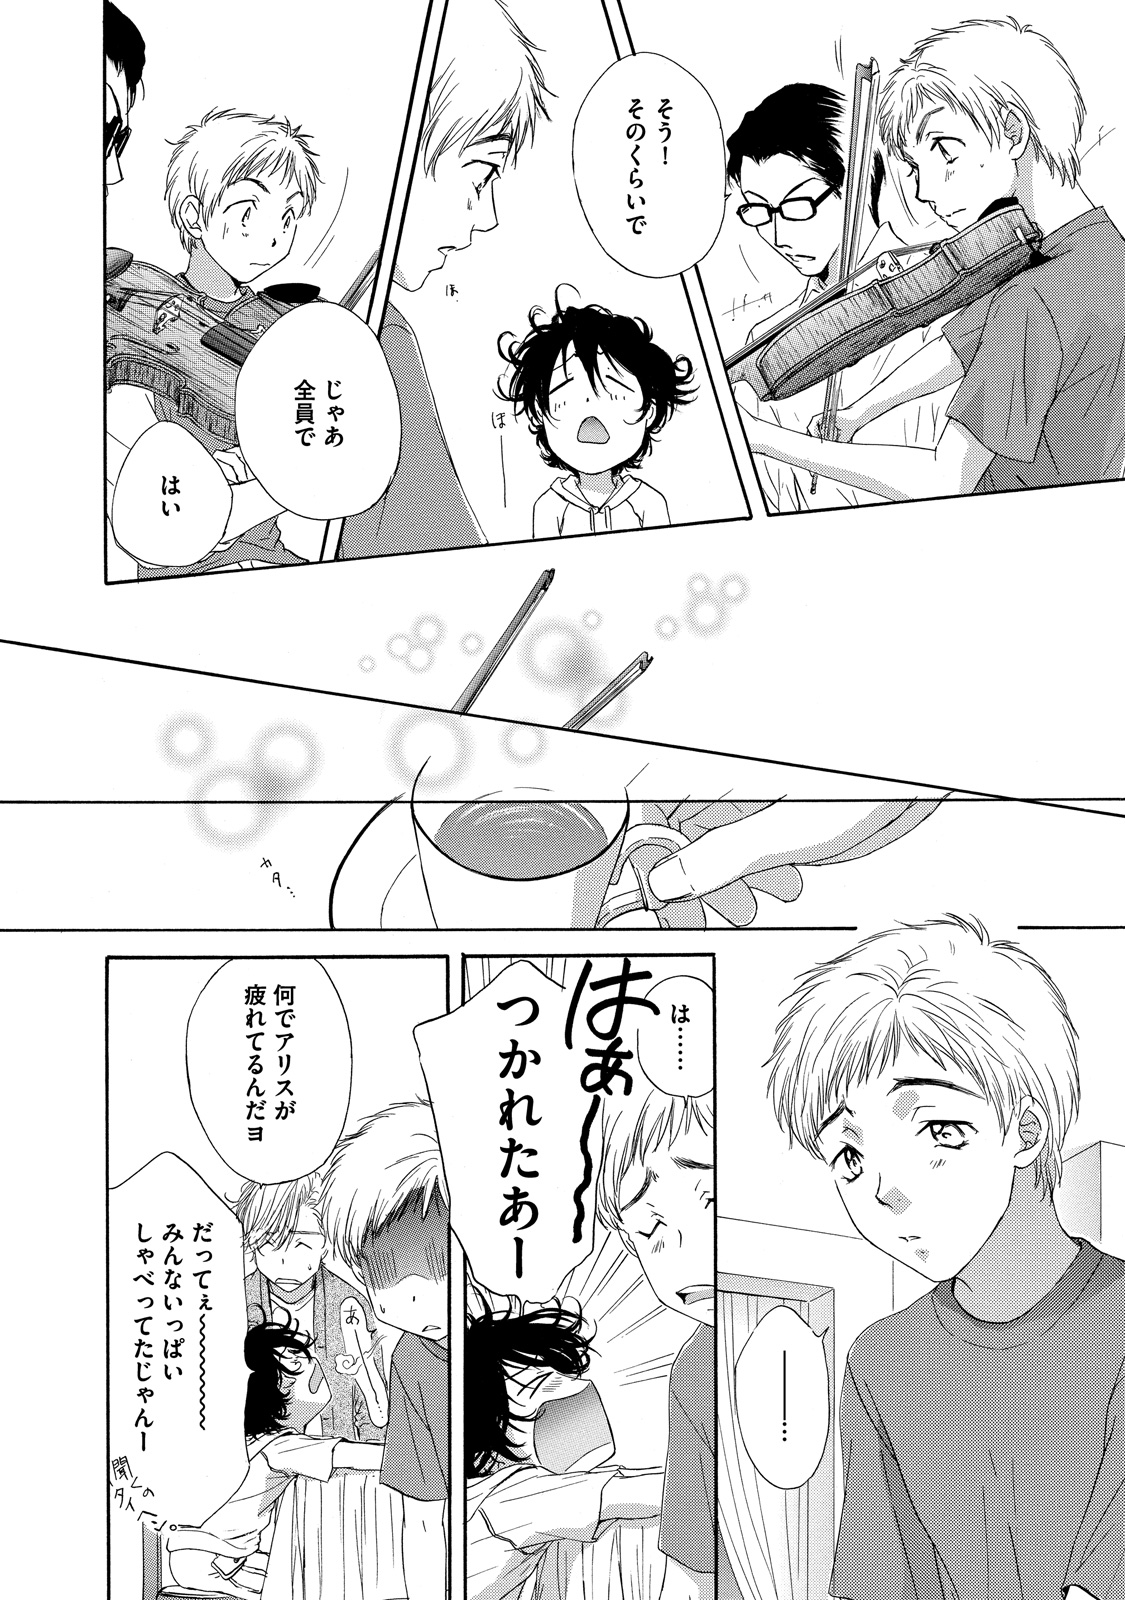 そう!
そのくらいで
ほ、
ほー
じゃあ
全員で
はい
カタ…
――…。
は……
はぁ～～
つかれたあー
何でアリスが
疲れてるんだヨ
あ
だってぇ～～～～
みんないっぱい
しゃべってたじゃんー
聞くの
タイヘン。